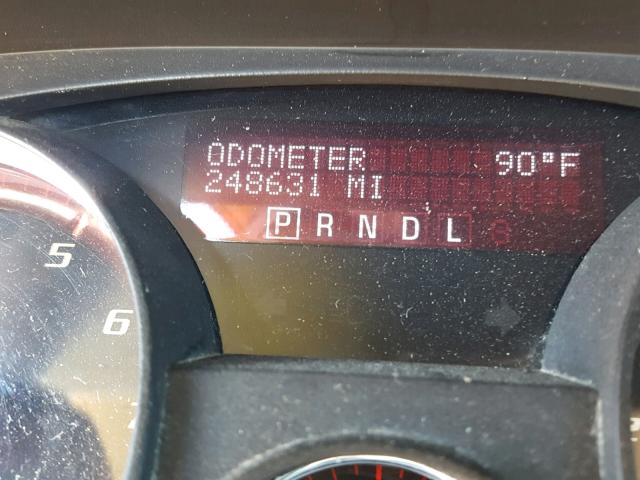 ODOMETER 90°F
248631 MI
P R N D L
5
6